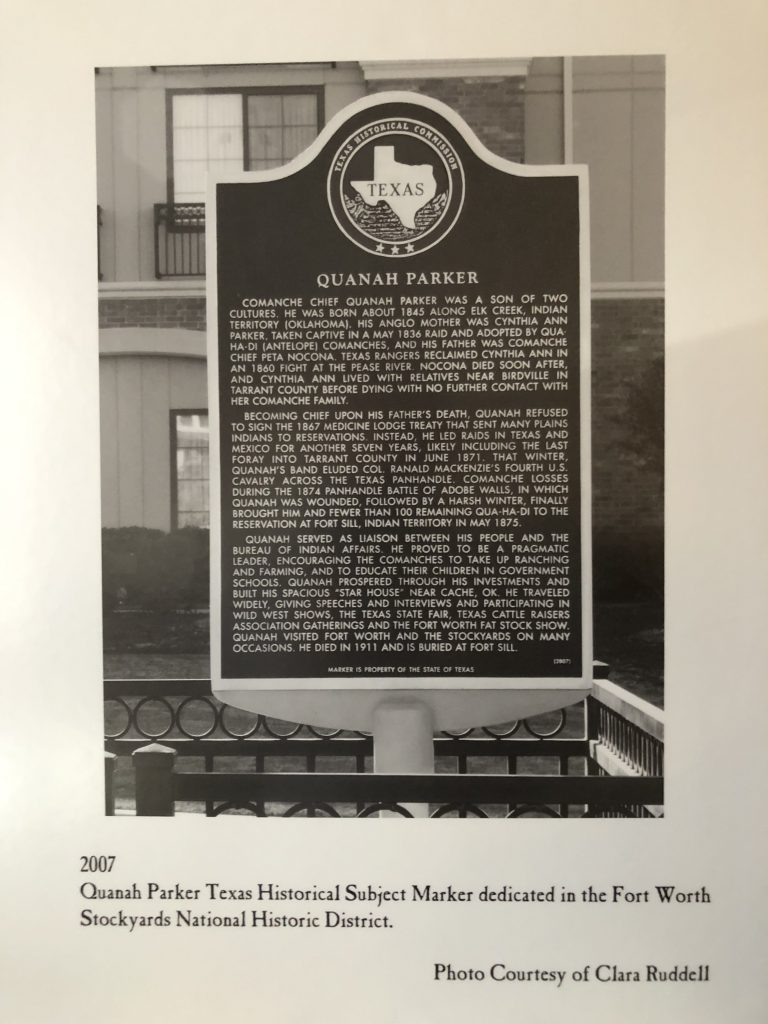 TEXAS HISTORICAL COMMISSION
TEXAS
QUANAH PARKER
COMANCHE CHIEF QUANAH PARKER WAS A SON OF TWO
CULTURES. HE WAS BORN ABOUT 1845 ALONG ELK CREEK, INDIAN
TERRITORY (OKLAHOMA). HIS ANGLO MOTHER WAS CYNTHIA ANN
PARKER, TAKEN CAPTIVE IN A MAY 1836 RAID AND ADOPTED BY QUA-
HA-DI (ANTELOPE) COMANCHES, AND HIS FATHER WAS COMANCHE
CHIEF PETA NOCONA. TEXAS RANGERS RECLAIMED CYNTHIA ANN IN
AN 1860 FIGHT AT THE PEASE RIVER. NOCONA DIED SOON AFTER,
AND CYNTHIA ANN LIVED WITH RELATIVES NEAR BIRDVILLE IN
TARRANT COUNTY BEFORE DYING WITH NO FURTHER CONTACT WITH
HER COMANCHE FAMILY.
BECOMING CHIEF UPON HIS FATHER'S DEATH, QUANAH REFUSED
TO SIGN THE 1867 MEDICINE LODGE TREATY THAT SENT MANY PLAINS
INDIANS TO RESERVATIONS. INSTEAD, HE LED RAIDS IN TEXAS AND
MEXICO FOR ANOTHER SEVEN YEARS, LIKELY INCLUDING THE LAST
FORAY INTO TARRANT COUNTY IN JUNE 1871. THAT WINTER,
QUANAH'S BAND ELUDED COL. RANALD MACKENZIE'S FOURTH U.S.
CAVALRY ACROSS THE TEXAS PANHANDLE. COMANCHE LOSSES
DURING THE 1874 PANHANDLE BATTLE OF ADOBE WALLS, IN WHICH
QUANAH WAS WOUNDED, FOLLOWED BY A HARSH WINTER, FINALLY
BROUGHT HIM AND FEWER THAN 100 REMAINING QUA-HA-DI TO THE
RESERVATION AT FORT SILL, INDIAN TERRITORY IN MAY 1875.
QUANAH SERVED AS LIAISON BETWEEN HIS PEOPLE AND THE
BUREAU OF INDIAN AFFAIRS. HE PROVED TO BE A PRAGMATIC
LEADER, ENCOURAGING THE COMANCHES TO TAKE UP RANCHING
AND FARMING, AND TO EDUCATE THEIR CHILDREN IN GOVERNMENT
SCHOOLS. QUANAH PROSPERED THROUGH HIS INVESTMENTS AND
BUILT HIS SPACIOUS "STAR HOUSE" NEAR CACHE, OK. HE TRAVELED
WIDELY, GIVING SPEECHES AND INTERVIEWS AND PARTICIPATING IN
WILD WEST SHOWS, THE TEXAS STATE FAIR, TEXAS CATTLE RAISERS
ASSOCIATION GATHERINGS AND THE FORT WORTH FAT STOCK SHOW.
QUANAH VISITED FORT WORTH AND THE STOCKYARDS ON MANY
OCCASIONS. HE DIED IN 1911 AND IS BURIED AT FORT SILL.
(2007)
MARKER IS PROPERTY OF THE STATE OF TEXAS
2007
Quanah Parker Texas Historical Subject Marker dedicated in the Fort Worth
Stockyards National Historic District.
Photo Courtesy of Clara Ruddell